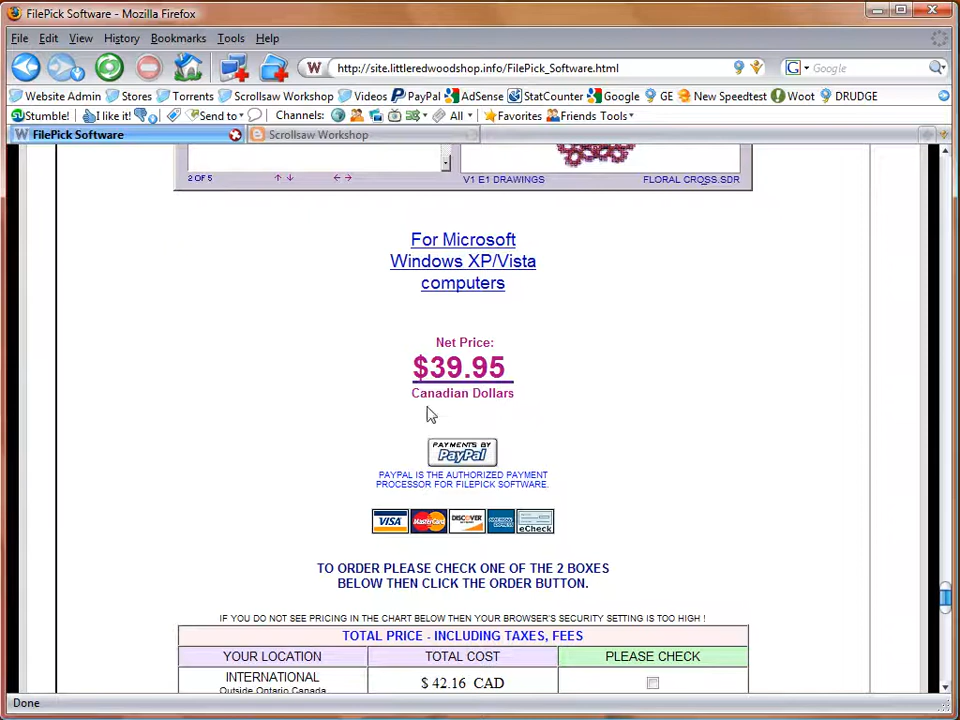 FilePick Software - Mozilla Firefox
File Edit View History Bookmarks Tools Help
http://site.littleredwoodshop.info/FilePick_Software.html Google
Website Admin Stores Torrents Scrollsaw Workshop Videos PayPal AdSense StatCounter Google GE New Speedtest Woot DRUDGE
Stumble! I like it! Send to Channels: All Favorites Friends Tools
FilePick Software Scrollsaw Workshop
2 OF 5 V1 E1 DRAWINGS FLORAL CROSS.SDR
For Microsoft
Windows XP/Vista
computers
Net Price:
$39.95
Canadian Dollars
PAYMENTS BY
PayPal
PAYPAL IS THE AUTHORIZED PAYMENT
PROCESSOR FOR FILEPICK SOFTWARE.
VISA MasterCard DISCOVER AMERICAN EXPRESS eCheck
TO ORDER PLEASE CHECK ONE OF THE 2 BOXES
BELOW THEN CLICK THE ORDER BUTTON.
IF YOU DO NOT SEE PRICING IN THE CHART BELOW THEN YOUR BROWSER'S SECURITY SETTING IS TOO HIGH !
TOTAL PRICE - INCLUDING TAXES, FEES
YOUR LOCATION TOTAL COST PLEASE CHECK
INTERNATIONAL $ 42.16 CAD
Outside Ontario Canada
Done